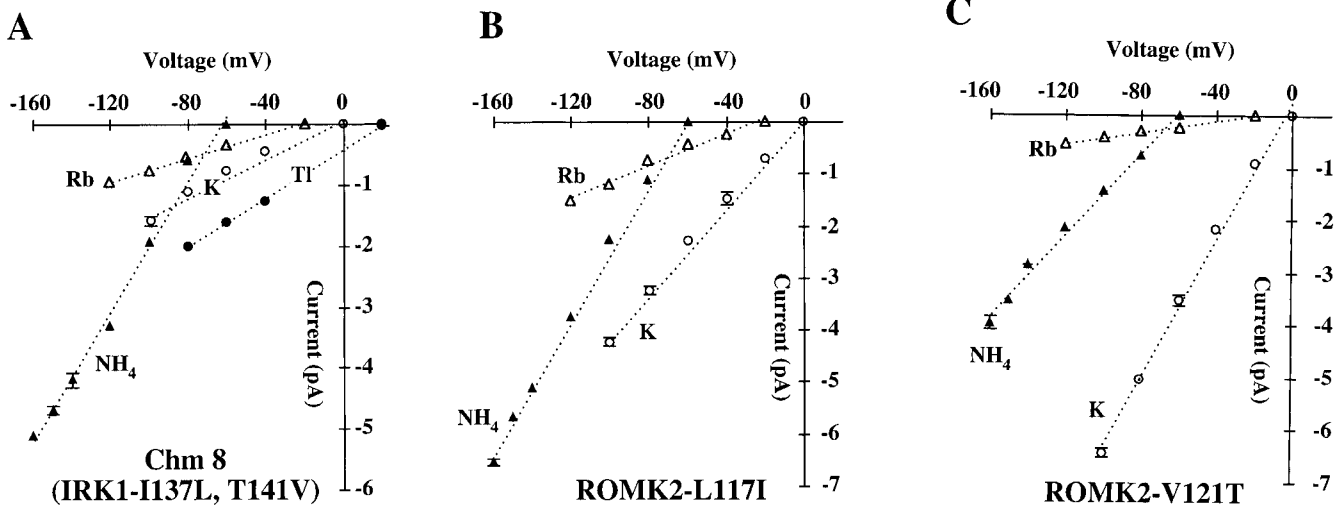 A
Voltage (mV)
-160 -120 -80 -40 0
Rb
K
Tl
NH4
-1
-2
-3
-4
-5
-6
Current (pA)
Chm 8
(IRK1-I137L, T141V)
B
Voltage (mV)
-160 -120 -80 -40 0
Rb
K
NH4
-1
-2
-3
-4
-5
-6
-7
Current (pA)
ROMK2-L117I
C
Voltage (mV)
-160 -120 -80 -40 0
Rb
NH4
K
-1
-2
-3
-4
-5
-6
-7
Current (pA)
ROMK2-V121T